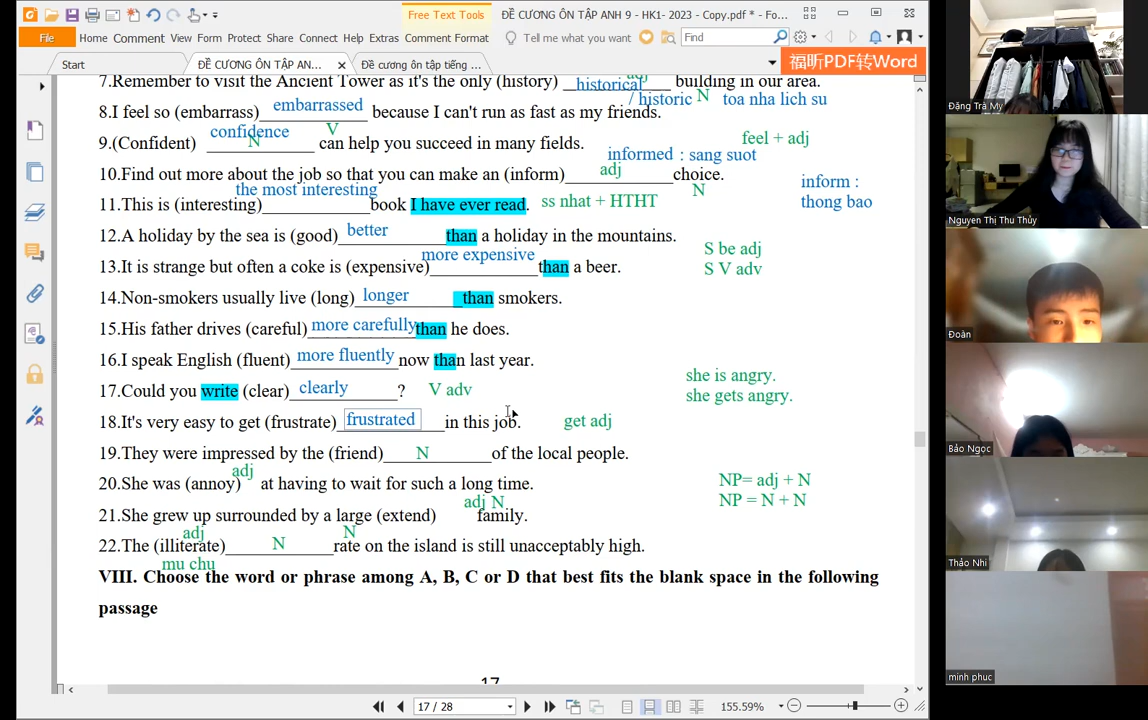 Free Text Tools
ĐỀ CƯƠNG ÔN TẬP ANH 9 - HK1- 2023 - Copy.pdf * - Fo...
File Home Comment View Form Protect Share Connect Help Extras Comment Format Tell me what you want... Find
Start ĐỀ CƯƠNG ÔN TẬP AN... Đề cương ôn tập tiếng ...
福昕PDF转Word
7.Remember to visit the Ancient Tower as it's the only (history) historical adj building in our area.
/ historic N toa nha lich su
8.I feel so (embarrass) embarrassed because I can't run as fast as my friends.
confidence V
9.(Confident) N can help you succeed in many fields. feel + adj
informed : sang suot
10.Find out more about the job so that you can make an (inform) adj choice.
N
inform :
thong bao
the most interesting
11.This is (interesting) book I have ever read. ss nhat + HTHT
12.A holiday by the sea is (good) better than a holiday in the mountains.
S be adj
S V adv
13.It is strange but often a coke is (expensive) more expensive than a beer.
14.Non-smokers usually live (long) longer than smokers.
15.His father drives (careful) more carefully than he does.
16.I speak English (fluent) more fluently now than last year.
17.Could you write (clear) clearly ? V adv
she is angry.
she gets angry.
18.It's very easy to get (frustrate) frustrated in this job. get adj
19.They were impressed by the (friend) N of the local people.
adj
20.She was (annoy) at having to wait for such a long time.
NP= adj + N
NP = N + N
adj N
21.She grew up surrounded by a large (extend) family.
adj N
22.The (illiterate) N rate on the island is still unacceptably high.
mu chu
VIII. Choose the word or phrase among A, B, C or D that best fits the blank space in the following
passage
17 / 28
155.59%
Đặng Trà My
Nguyen Thị Thu Thủy
Đoàn
Bảo Ngọc
Thảo Nhi
minh phuc